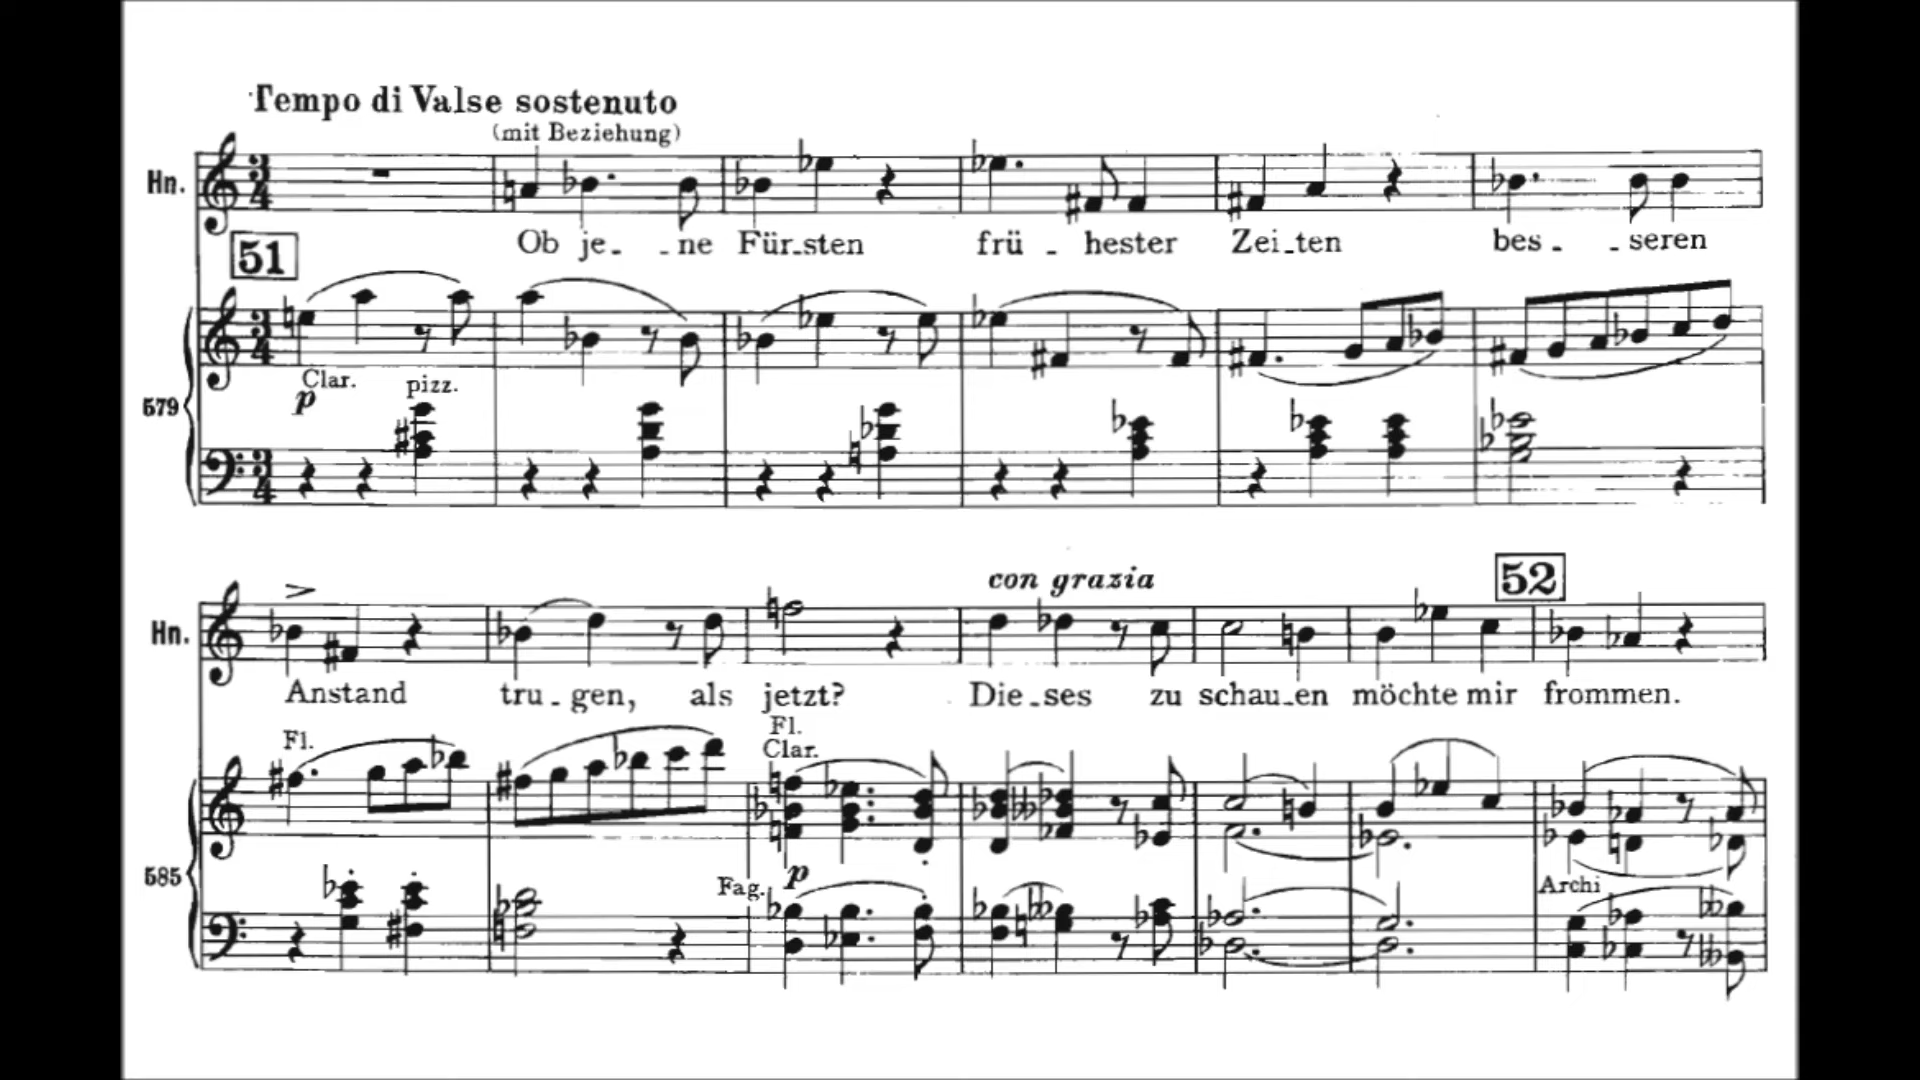 Tempo di Valse sostenuto
(mit Beziehung)
Hn.
Ob je - - ne Für-sten frü - hester Zei-ten bes - - seren
51
Clar. pizz.
p
579
con grazia
52
Hn.
Anstand tru-gen, als jetzt? Die-ses zu schau-en möchte mir frommen.
Fl.
Fl.
Clar.
p
585
Fag.
Archi